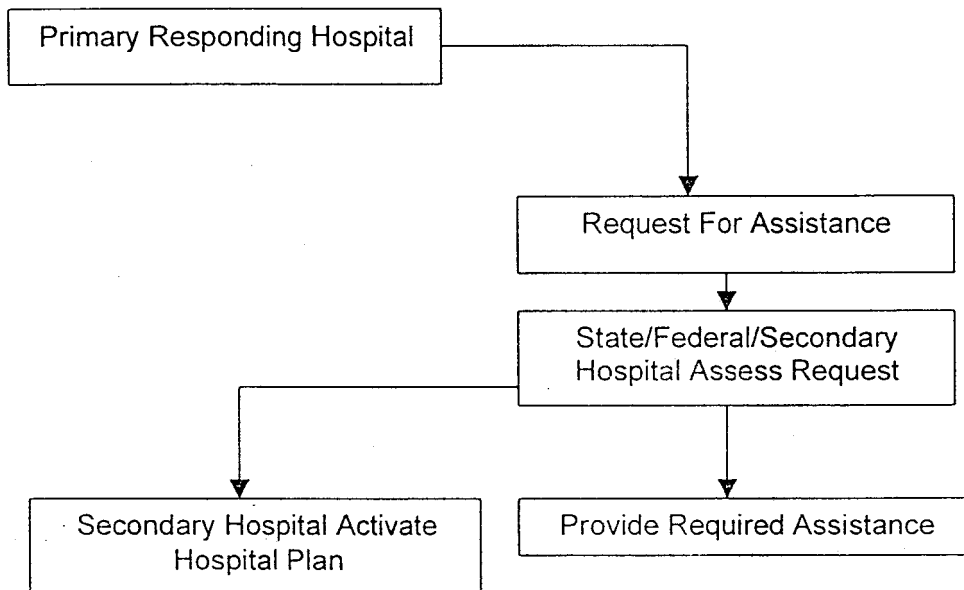 Primary Responding Hospital
Request For Assistance
State/Federal/Secondary
Hospital Assess Request
Secondary Hospital Activate
Hospital Plan
Provide Required Assistance